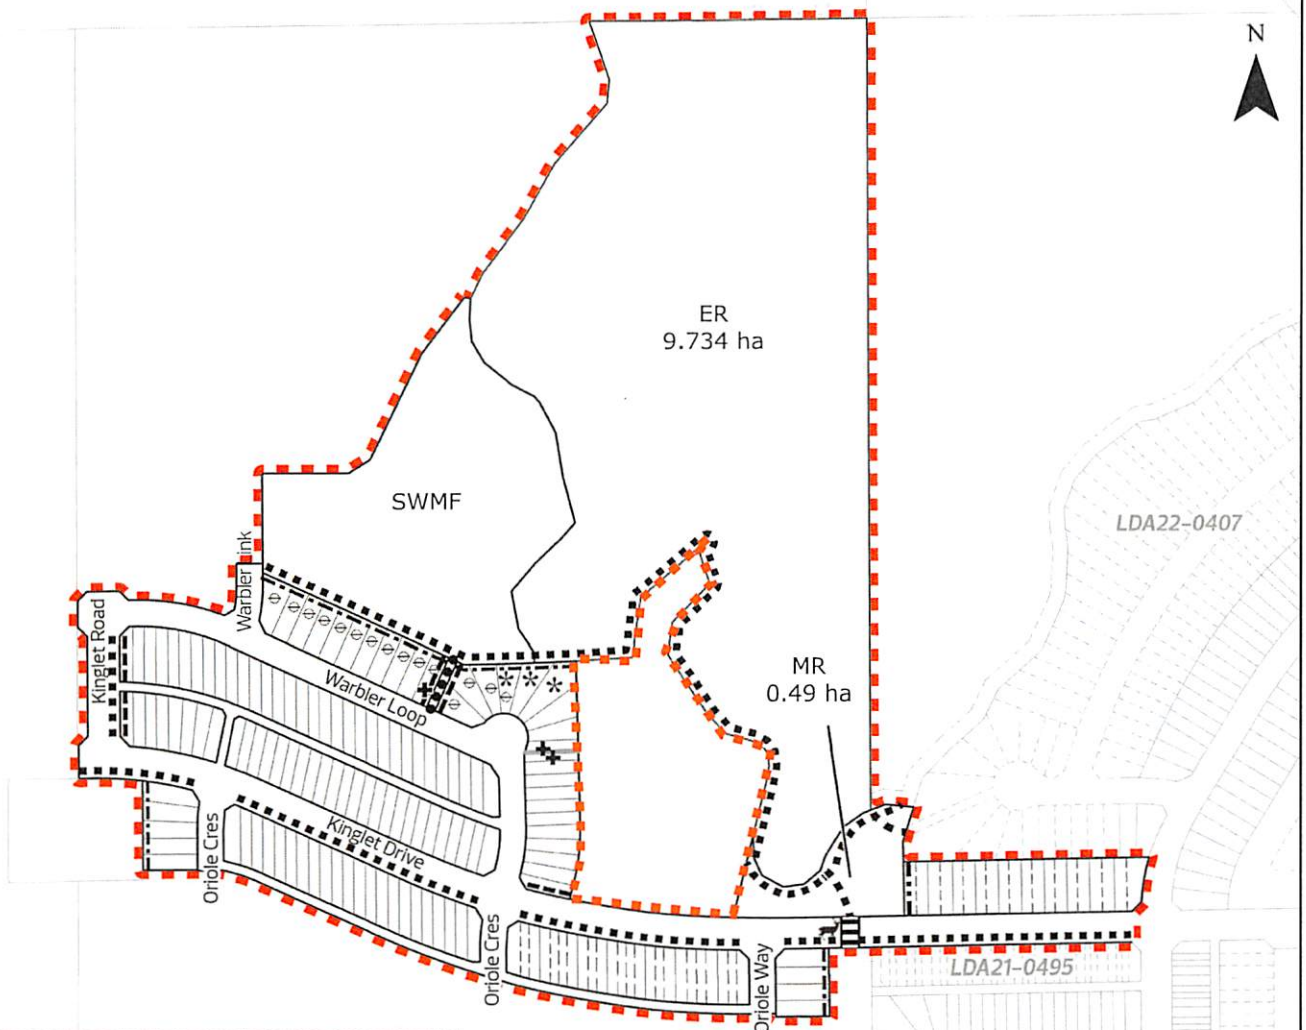 N
ER
9.734 ha
SWMF
LDA22-0407
Warbler
ink
Kinglet Road
MR
0.49 ha
Warbler Loop
Kinglet Drive
Oriole Cres
Oriole Cres
Oriole Way
LDA21-0495